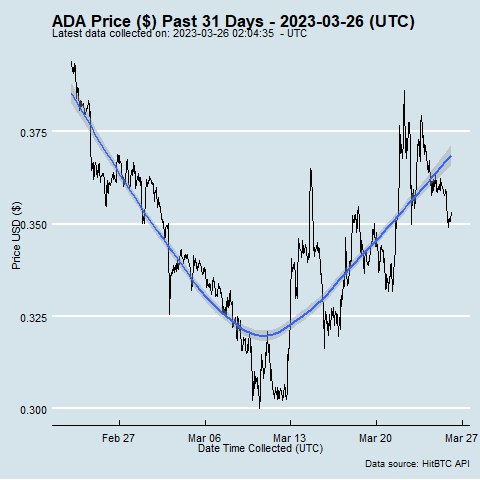 ADA Price ($) Past 31 Days - 2023-03-26 (UTC)
Latest data collected on: 2023-03-26 02:04:35 - UTC
0.375
0.350
0.325
0.300
Price USD ($)
Feb 27
Mar 06
Mar 13
Mar 20
Mar 27
Date Time Collected (UTC)
Data source: HitBTC API